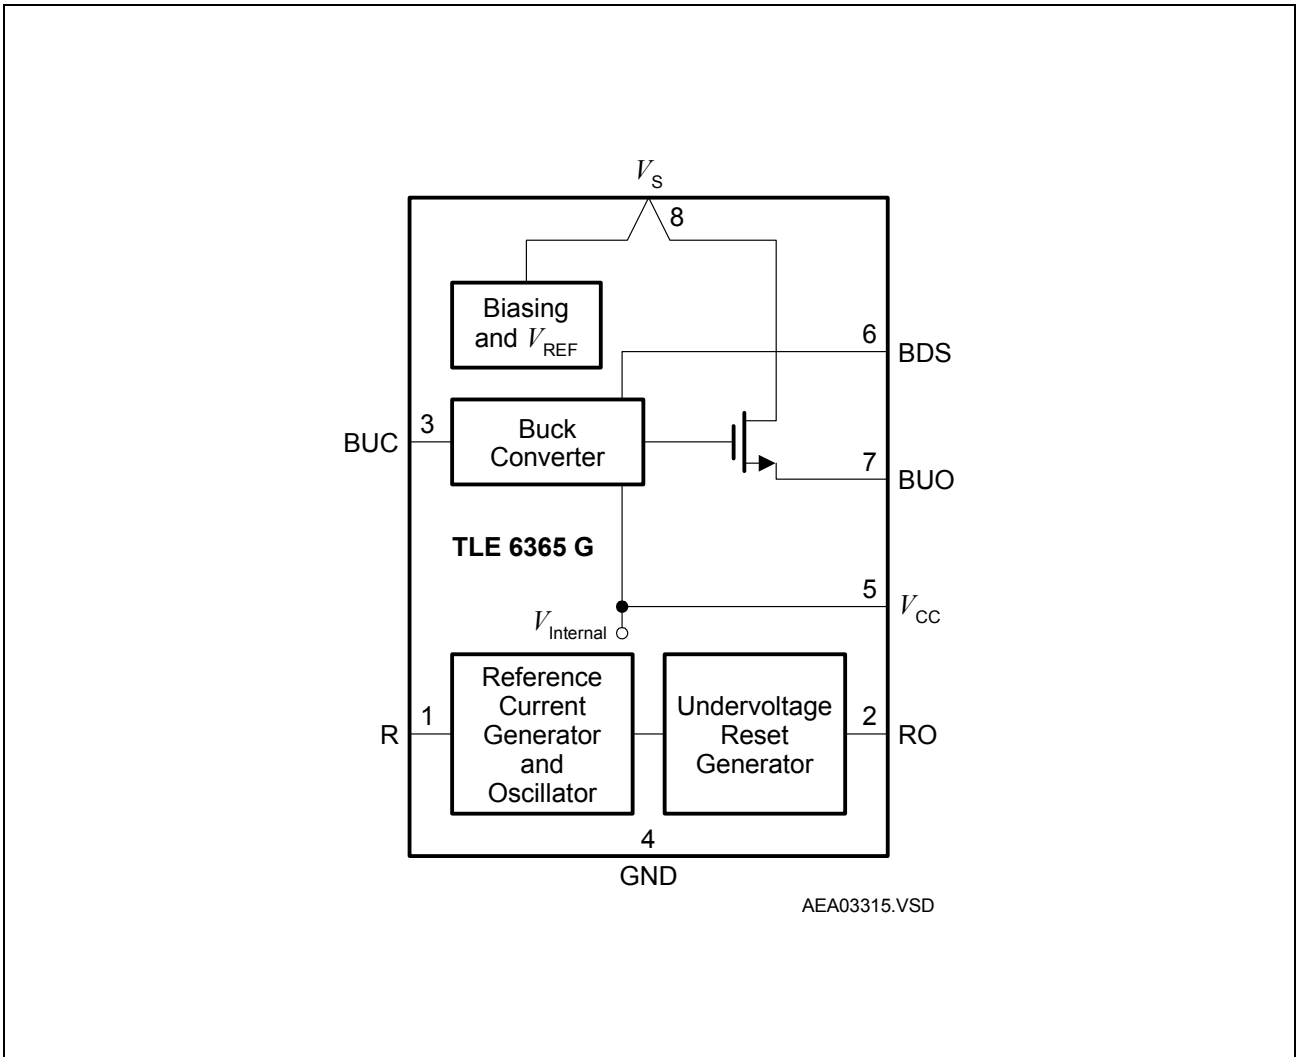 VS
8
Biasing
and VREF
6
BDS
BUC
3
Buck
Converter
7
BUO
TLE 6365 G
5
VCC
VInternal
R
1
Reference
Current
Generator
and
Oscillator
Undervoltage
Reset
Generator
2
RO
4
GND
AEA03315.VSD